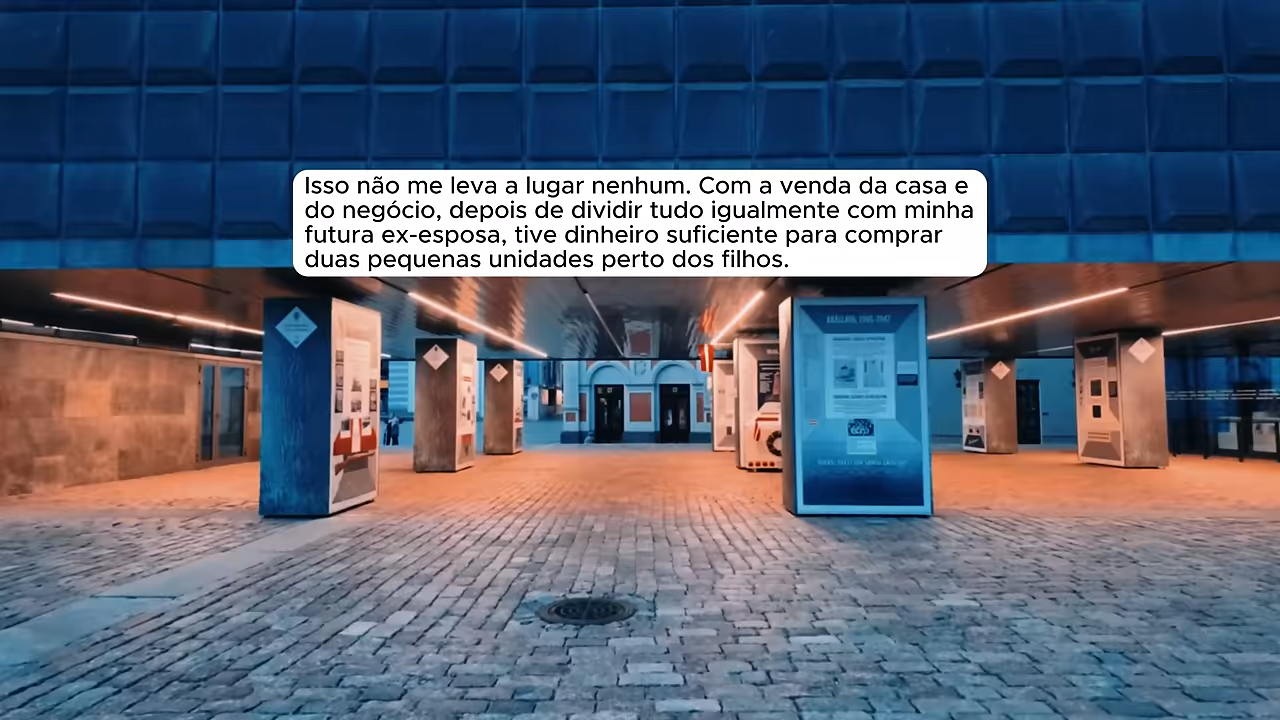 Isso não me leva a lugar nenhum. Com a venda da casa e
do negócio, depois de dividir tudo igualmente com minha
futura ex-esposa, tive dinheiro suficiente para comprar
duas pequenas unidades perto dos filhos.